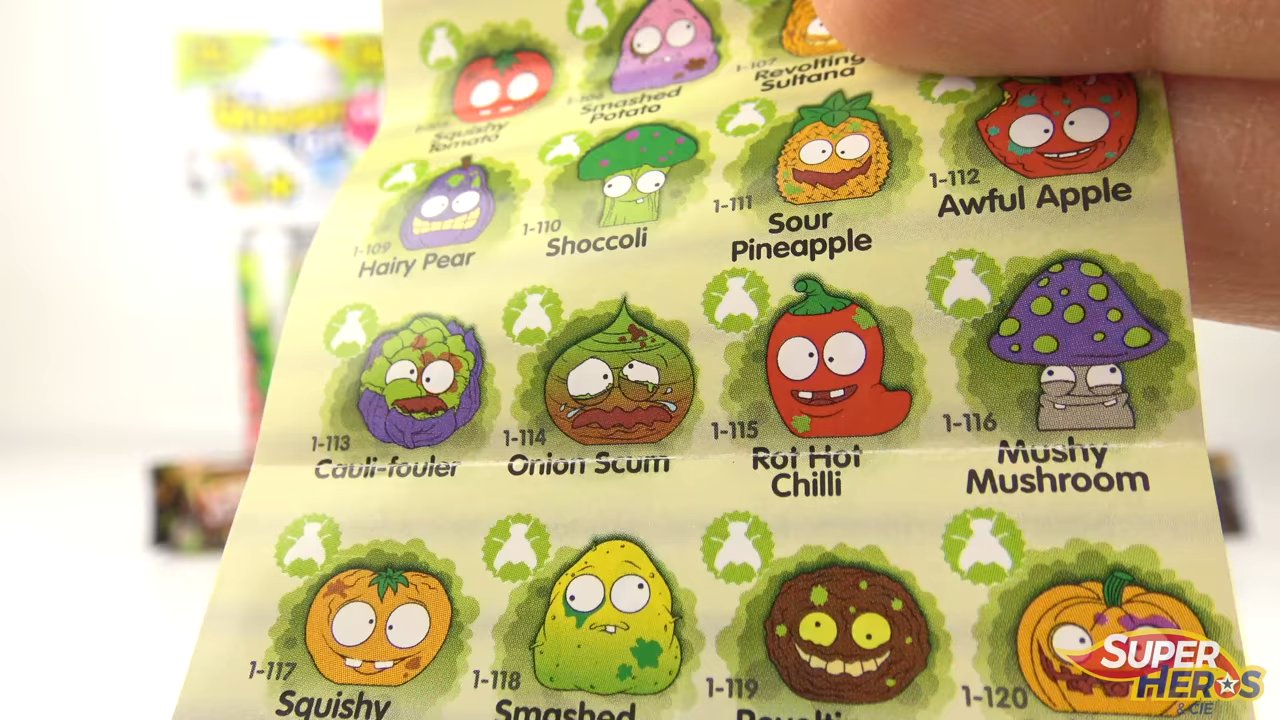 1-107
Revolting
Sultana
Smashed
Potato
Squishy
Tomato
1-112
Awful Apple
1-111
Sour
Pineapple
1-110
Shoccoli
1-109
Hairy Pear
1-113
Cauli-fouler
1-114
Onion Scum
1-115
Rot Hot
Chilli
1-116
Mushy
Mushroom
1-117
Squishy
1-118
Smashed
1-119
1-120
SUPER
HEROS
& CIE